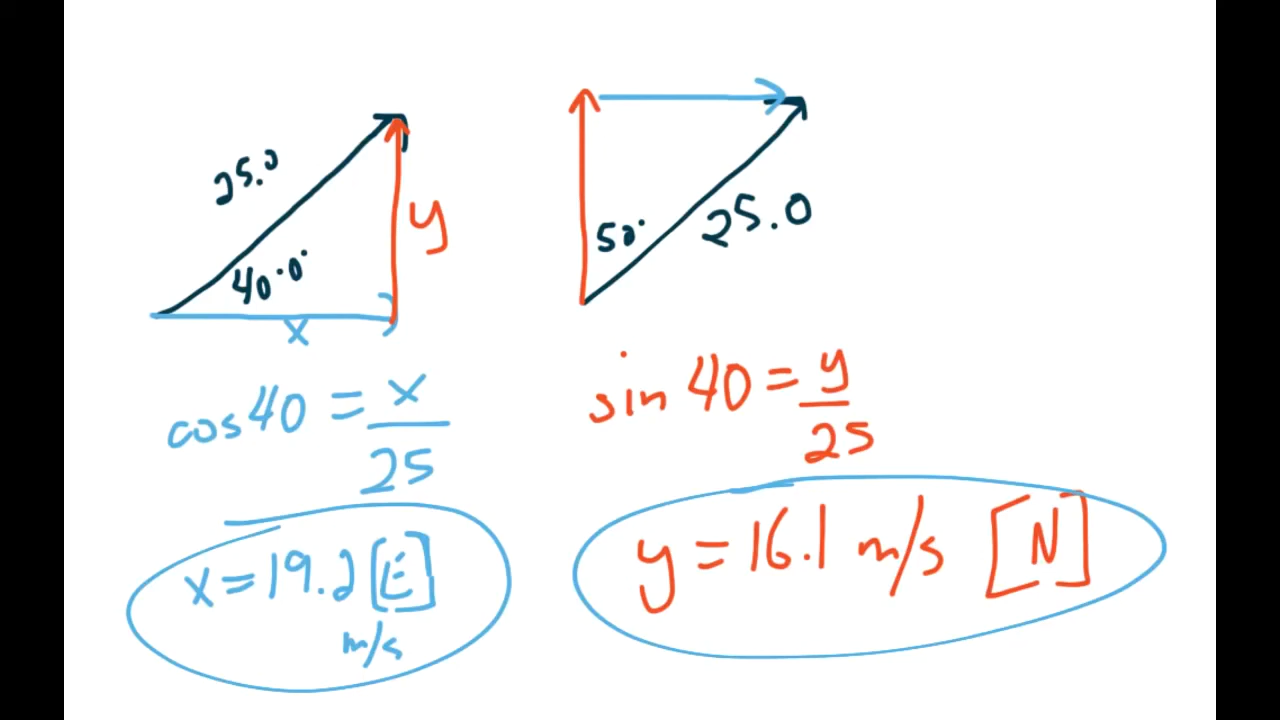 25.0
40.0°
y
x
50°
25.0
cos 40 = x/25
x = 19.2 [E]
m/s
sin 40 = y/25
y = 16.1 m/s [N]